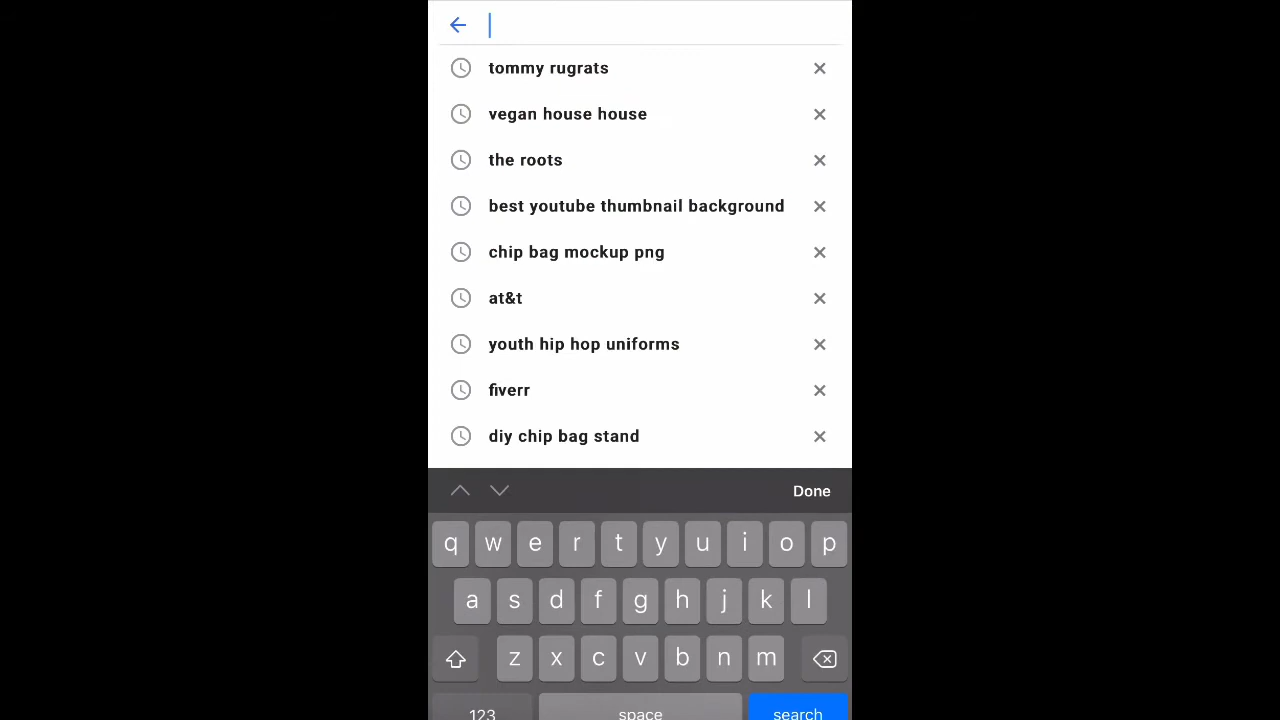 tommy rugrats
vegan house house
the roots
best youtube thumbnail background
chip bag mockup png
at&t
youth hip hop uniforms
fiverr
diy chip bag stand
Done
q w e r t y u i o p
a s d f g h j k l
z x c v b n m
123 space search